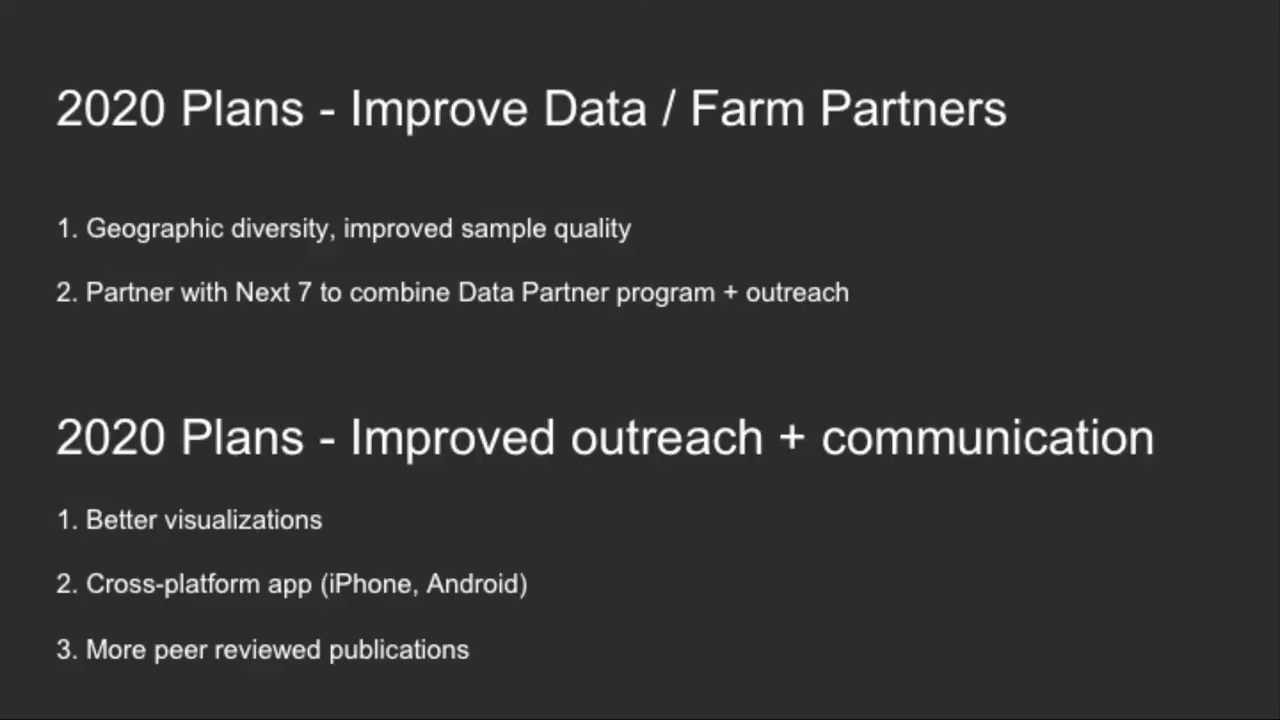 2020 Plans - Improve Data / Farm Partners
1. Geographic diversity, improved sample quality
2. Partner with Next 7 to combine Data Partner program + outreach
2020 Plans - Improved outreach + communication
1. Better visualizations
2. Cross-platform app (iPhone, Android)
3. More peer reviewed publications